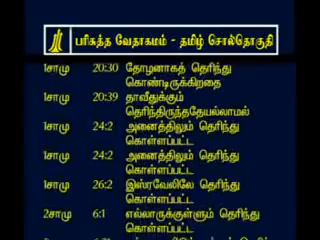 பரிசுத்த வேதாகமம் - தமிழ் சொல்தொகுதி
1சாமு 20:30 தோழனாகத் தெரிந்து
கொண்டிருக்கிறதை
1சாமு 20:39 தாவீதுக்கும்
தெரிந்திருந்ததேயல்லாமல்
1சாமு 24:2 அனைத்திலும் தெரிந்து
கொள்ளப்பட்ட
1சாமு 24:2 அனைத்திலும் தெரிந்து
கொள்ளப்பட்ட
1சாமு 26:2 இஸ்ரவேலிலே தெரிந்து
கொள்ளப்பட்ட
2சாமு 6:1 எல்லாருக்குள்ளும் தெரிந்து
கொள்ளப்பட்ட